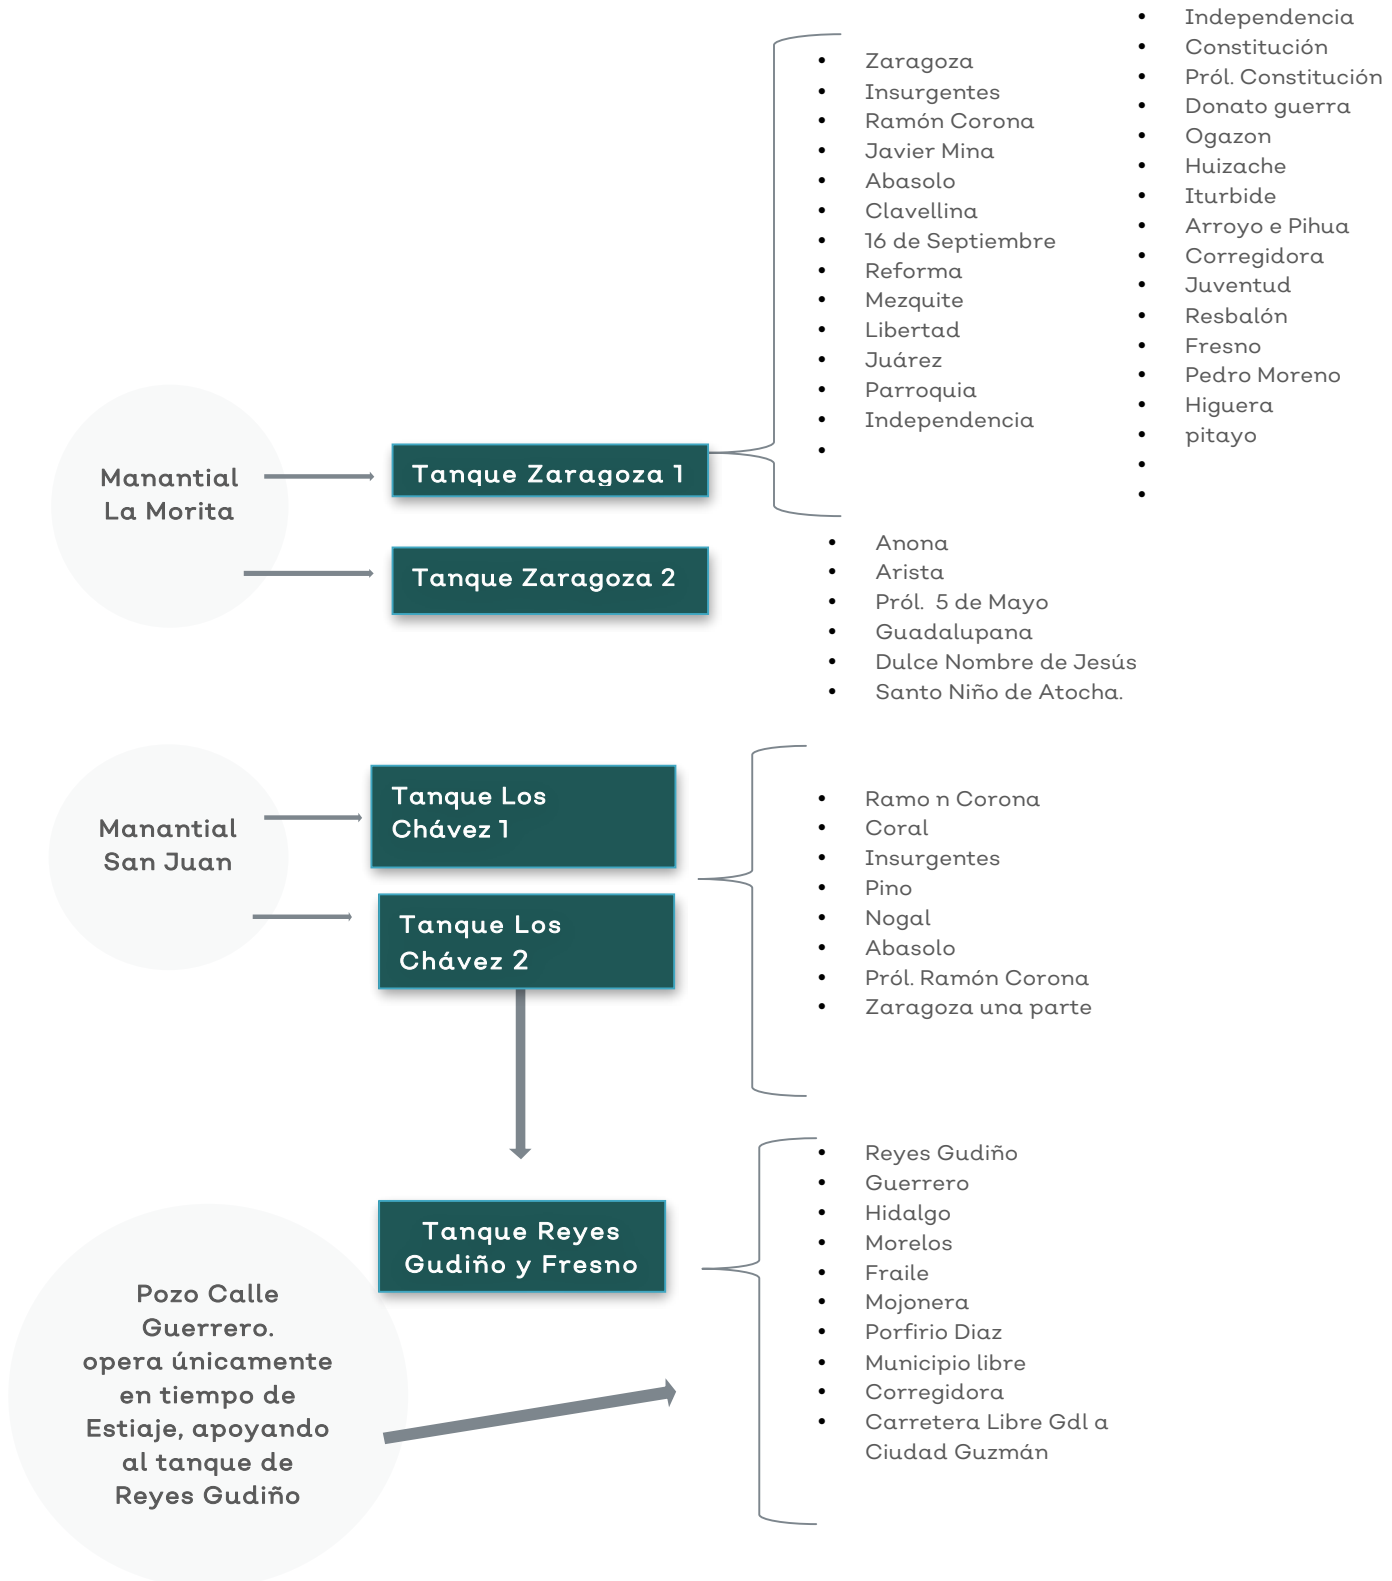 Manantial
La Morita
Tanque Zaragoza 1
Tanque Zaragoza 2
• Zaragoza
• Insurgentes
• Ramón Corona
• Javier Mina
• Abasolo
• Clavellina
• 16 de Septiembre
• Reforma
• Mezquite
• Libertad
• Juárez
• Parroquia
• Independencia
•
• Independencia
• Constitución
• Pról. Constitución
• Donato guerra
• Ogazon
• Huizache
• Iturbide
• Arroyo e Pihua
• Corregidora
• Juventud
• Resbalón
• Fresno
• Pedro Moreno
• Higuera
• pitayo
•
•
• Anona
• Arista
• Pról. 5 de Mayo
• Guadalupana
• Dulce Nombre de Jesús
• Santo Niño de Atocha.
Manantial
San Juan
Tanque Los
Chávez 1
Tanque Los
Chávez 2
• Ramo n Corona
• Coral
• Insurgentes
• Pino
• Nogal
• Abasolo
• Pról. Ramón Corona
• Zaragoza una parte
Tanque Reyes
Gudiño y Fresno
Pozo Calle
Guerrero.
opera únicamente
en tiempo de
Estiaje, apoyando
al tanque de
Reyes Gudiño
• Reyes Gudiño
• Guerrero
• Hidalgo
• Morelos
• Fraile
• Mojonera
• Porfirio Diaz
• Municipio libre
• Corregidora
• Carretera Libre Gdl a
Ciudad Guzmán